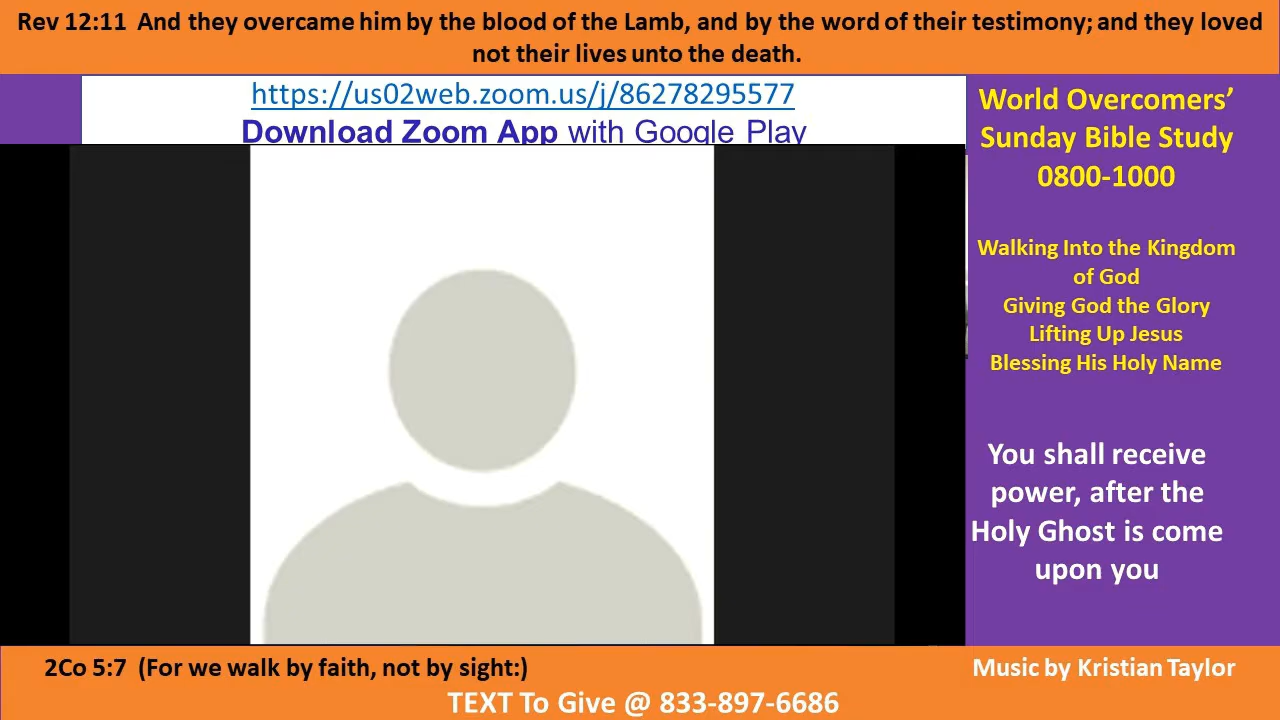 Rev 12:11  And they overcame him by the blood of the Lamb, and by the word of their testimony; and they loved
not their lives unto the death.
https://us02web.zoom.us/j/86278295577
Download Zoom App with Google Play
World Overcomers’
Sunday Bible Study
0800-1000
Walking Into the Kingdom
of God
Giving God the Glory
Lifting Up Jesus
Blessing His Holy Name
You shall receive
power, after the
Holy Ghost is come
upon you
2Co 5:7  (For we walk by faith, not by sight:)
Music by Kristian Taylor
TEXT To Give @ 833-897-6686